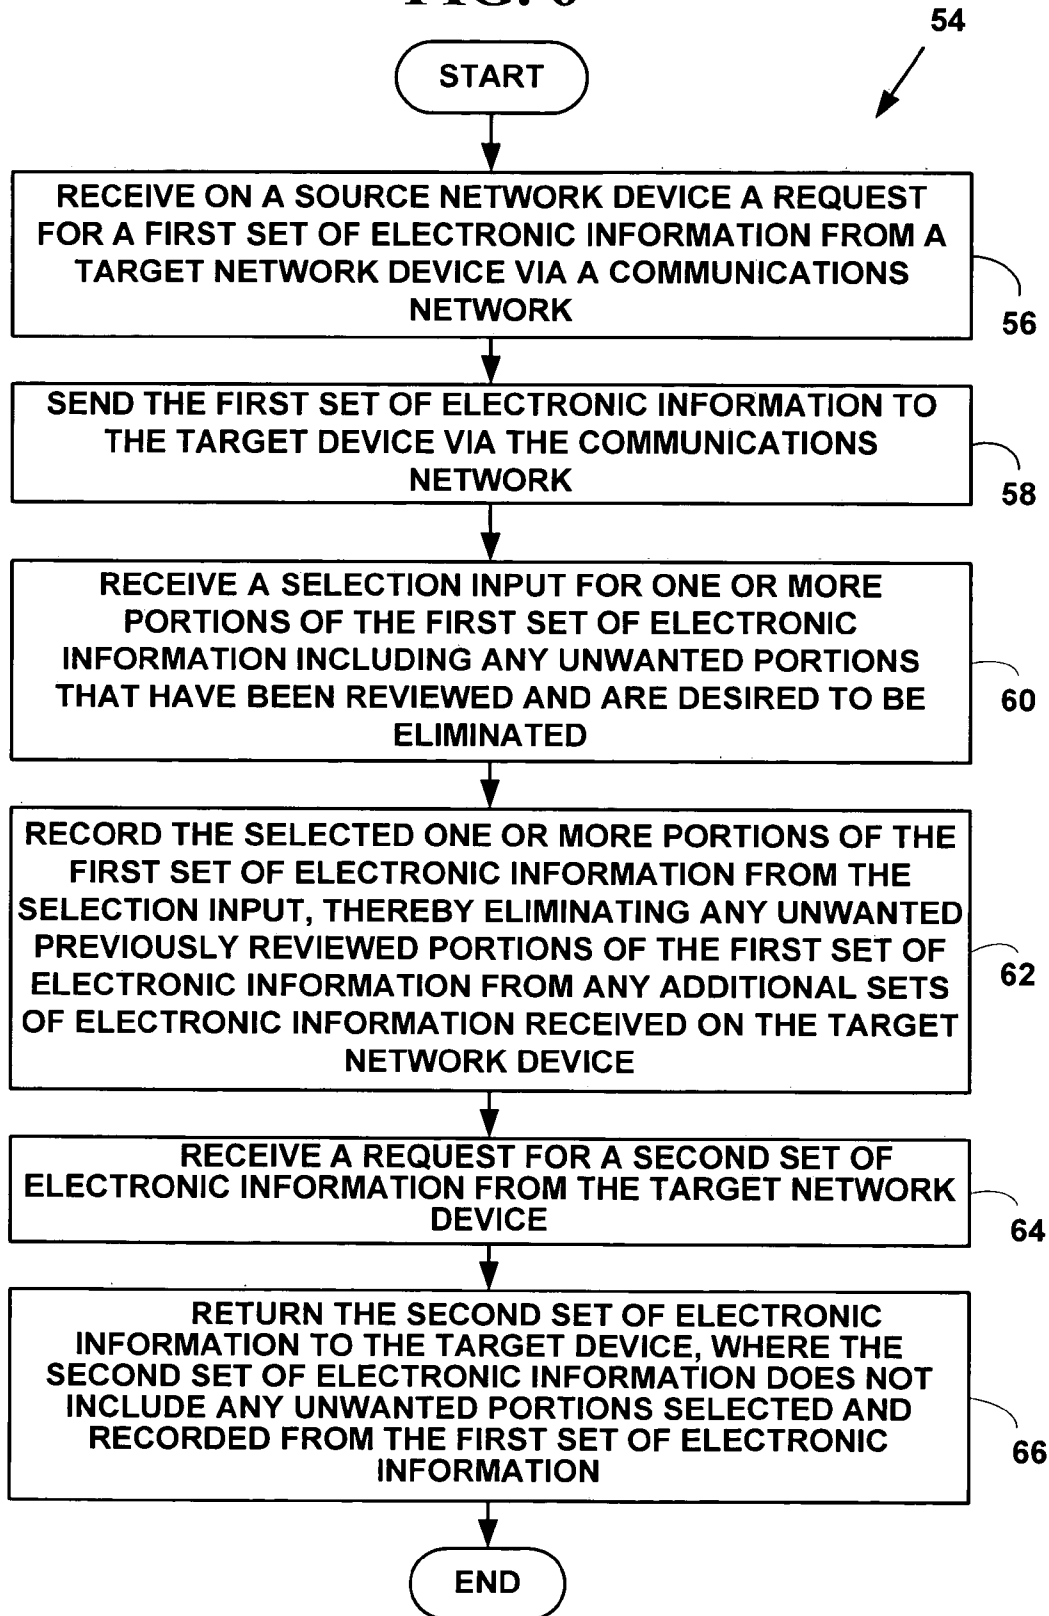 FIG.
54
START
RECEIVE ON A SOURCE NETWORK DEVICE A REQUEST
FOR A FIRST SET OF ELECTRONIC INFORMATION FROM A
TARGET NETWORK DEVICE VIA A COMMUNICATIONS
NETWORK
56
SEND THE FIRST SET OF ELECTRONIC INFORMATION TO
THE TARGET DEVICE VIA THE COMMUNICATIONS
NETWORK
58
RECEIVE A SELECTION INPUT FOR ONE OR MORE
PORTIONS OF THE FIRST SET OF ELECTRONIC
INFORMATION INCLUDING ANY UNWANTED PORTIONS
THAT HAVE BEEN REVIEWED AND ARE DESIRED TO BE
ELIMINATED
60
RECORD THE SELECTED ONE OR MORE PORTIONS OF THE
FIRST SET OF ELECTRONIC INFORMATION FROM THE
SELECTION INPUT, THEREBY ELIMINATING ANY UNWANTED
PREVIOUSLY REVIEWED PORTIONS OF THE FIRST SET OF
ELECTRONIC INFORMATION FROM ANY ADDITIONAL SETS
OF ELECTRONIC INFORMATION RECEIVED ON THE TARGET
NETWORK DEVICE
62
RECEIVE A REQUEST FOR A SECOND SET OF
ELECTRONIC INFORMATION FROM THE TARGET NETWORK
DEVICE
64
RETURN THE SECOND SET OF ELECTRONIC
INFORMATION TO THE TARGET DEVICE, WHERE THE
SECOND SET OF ELECTRONIC INFORMATION DOES NOT
INCLUDE ANY UNWANTED PORTIONS SELECTED AND
RECORDED FROM THE FIRST SET OF ELECTRONIC
INFORMATION
66
END